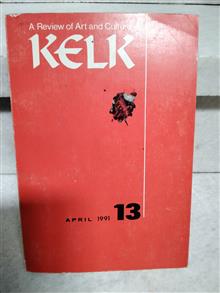 A Review of Art and Culture
KELK
APRIL 1991 13